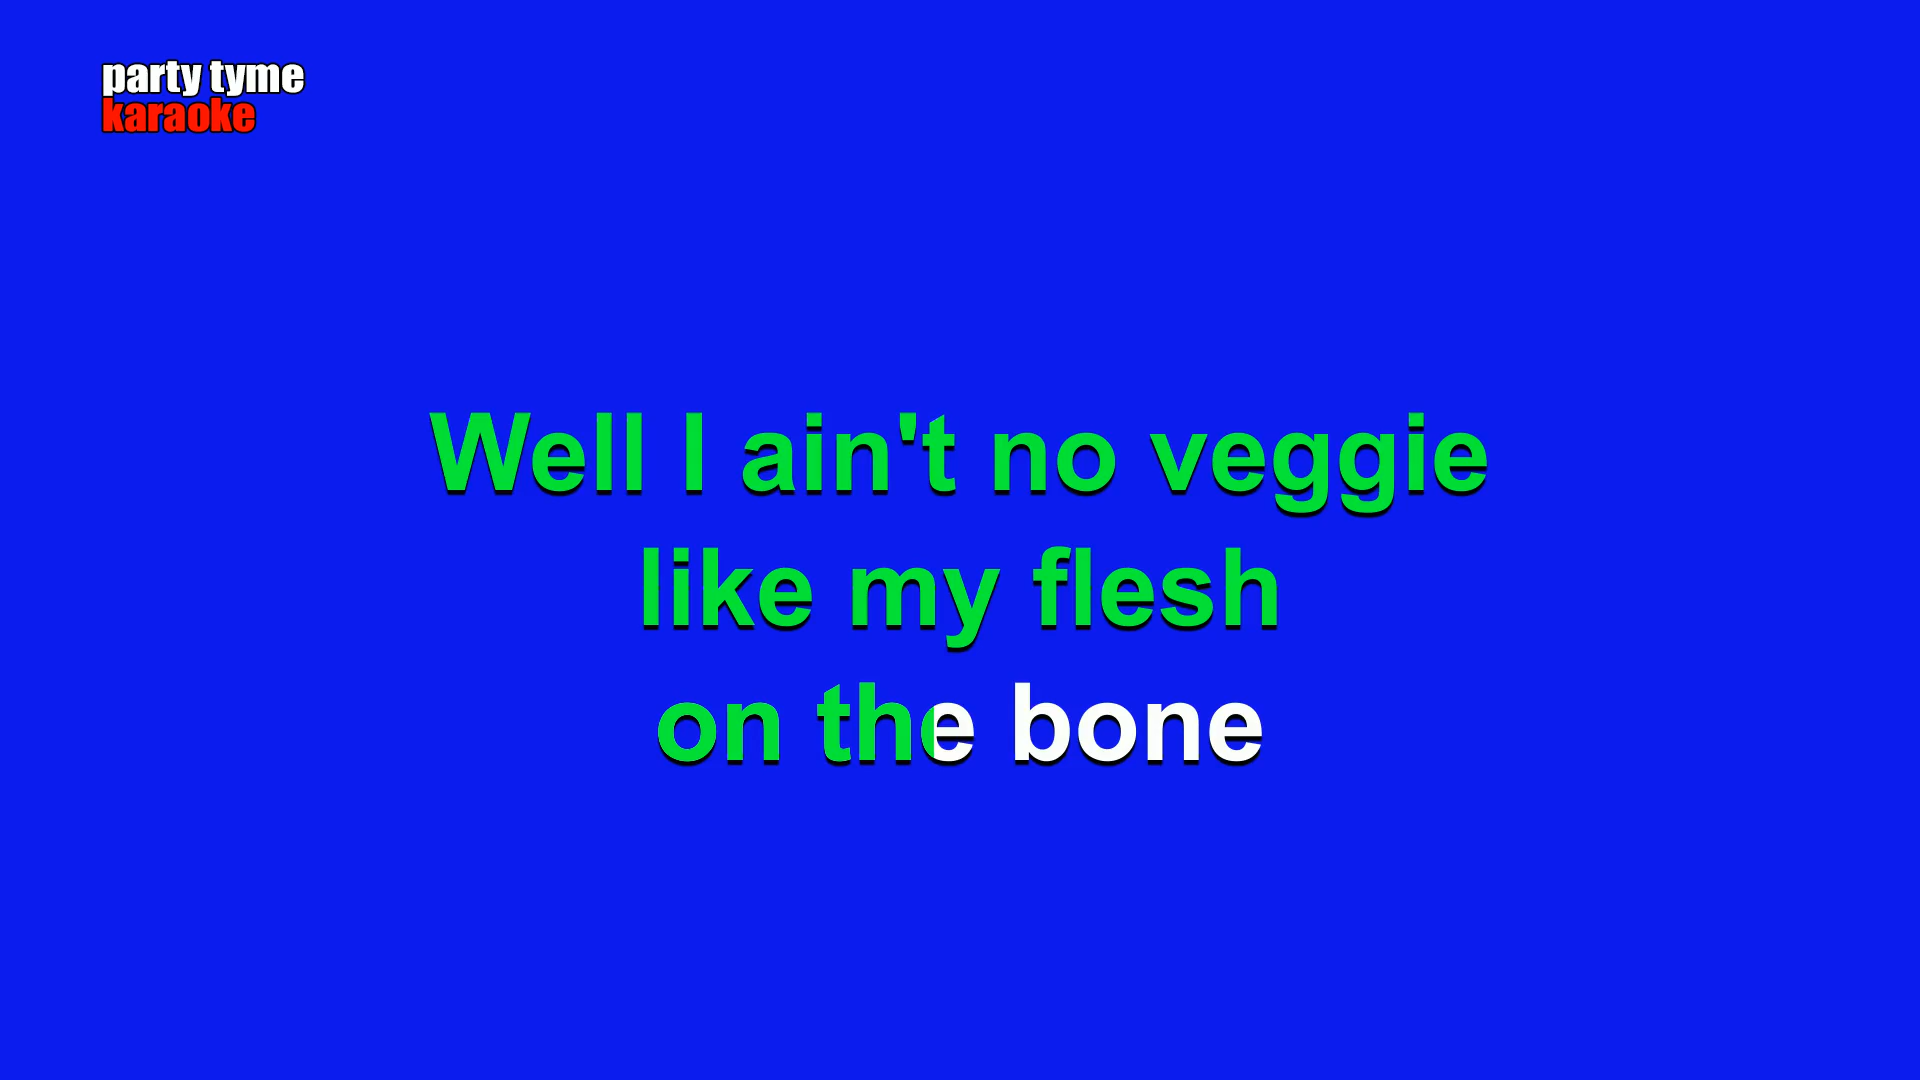 party tyme
karaoke
Well I ain't no veggie
like my flesh
on the bone